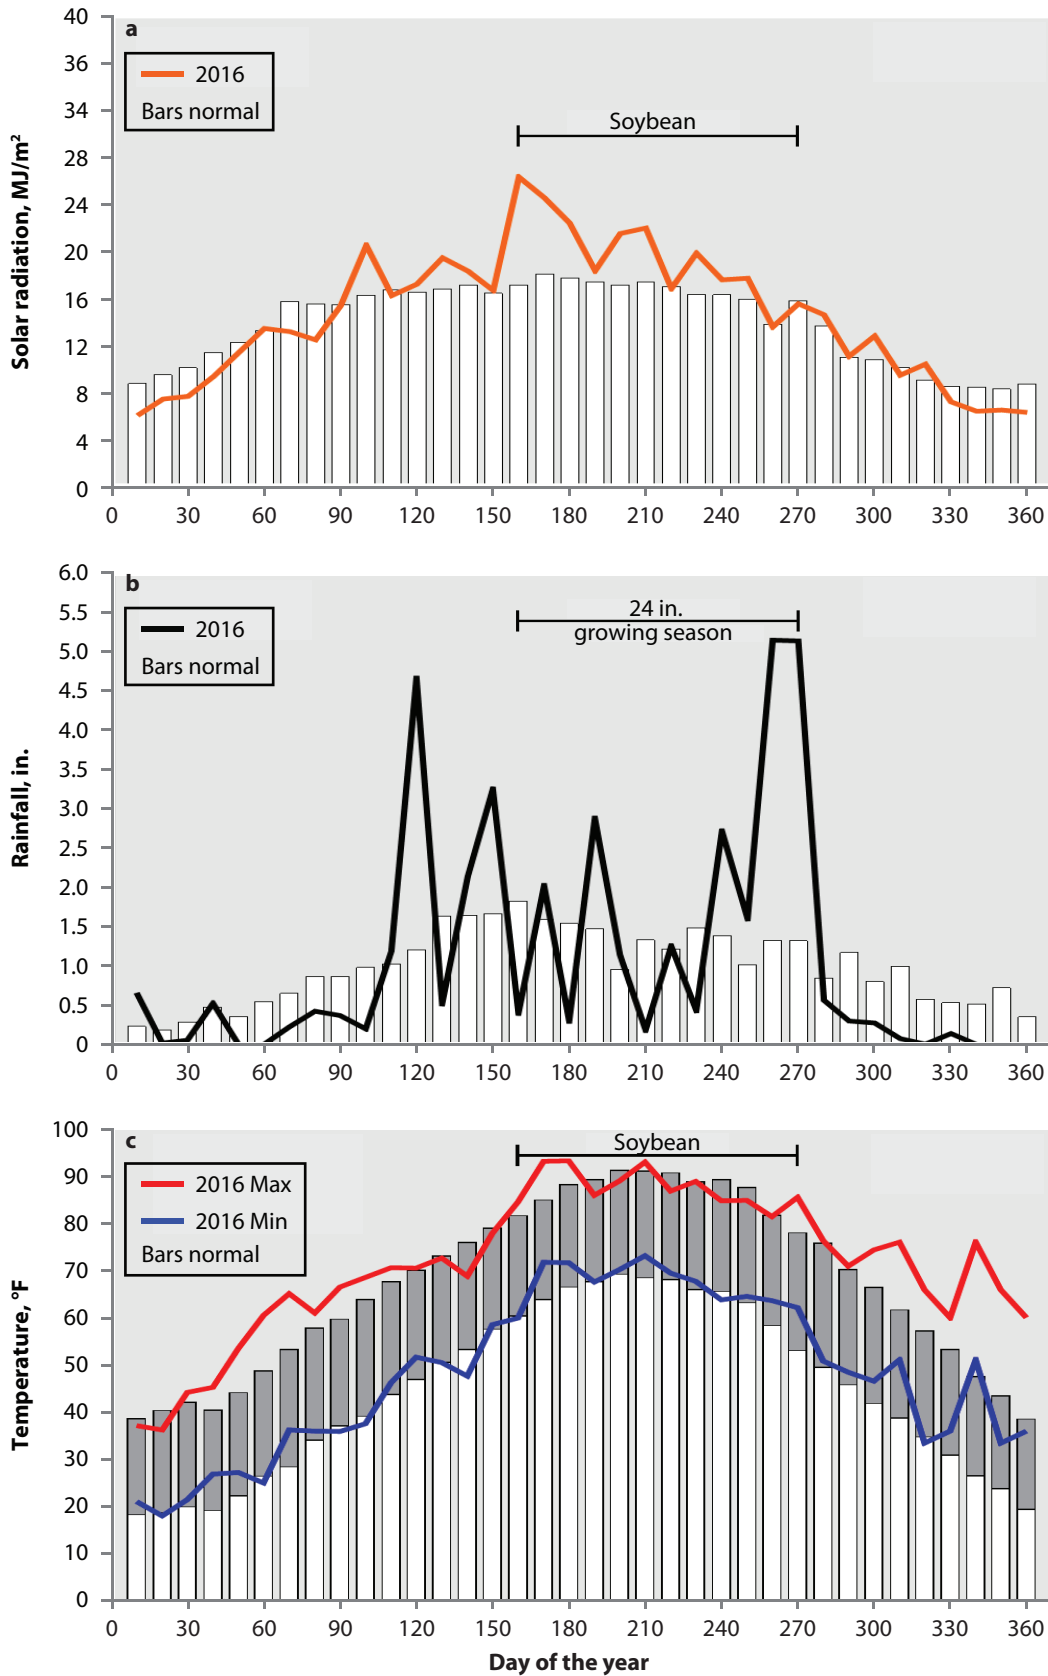 a
40
36
34
28
24
20
16
12
8
4
0
Solar radiation, MJ/m²
2016
Bars normal
Soybean
0 30 60 90 120 150 180 210 240 270 300 330 360
b
6.0
5.5
5.0
4.5
4.0
3.5
3.0
2.5
2.0
1.5
1.0
0.5
0
Rainfall, in.
2016
Bars normal
24 in.
growing season
0 30 60 90 120 150 180 210 240 270 300 330 360
c
100
90
80
70
60
50
40
30
20
10
0
Temperature, °F
2016 Max
2016 Min
Bars normal
Soybean
0 30 60 90 120 150 180 210 240 270 300 330 360
Day of the year